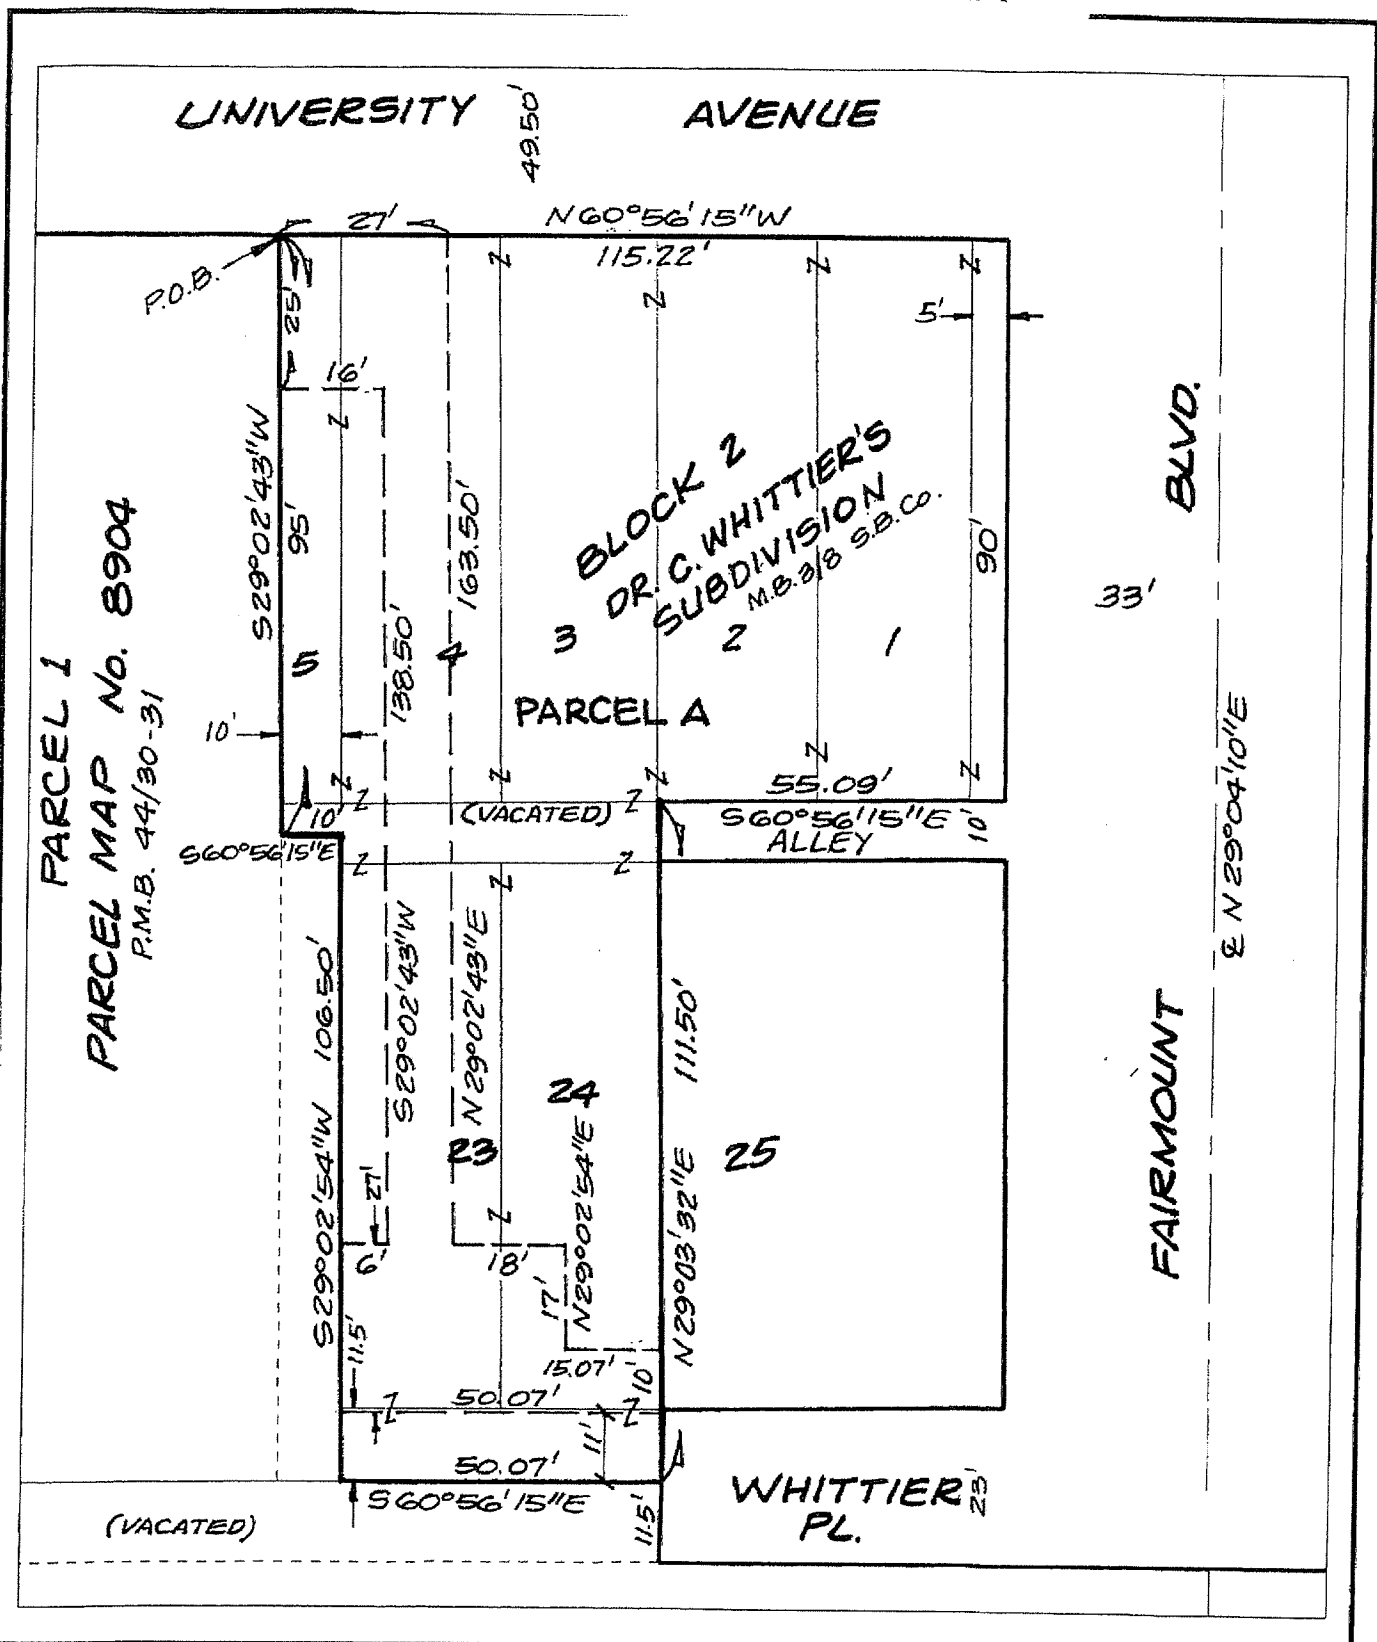 UNIVERSITY AVENUE
49.50'
27'
N 60°56'15"W
115.22'
P.O.B.
25'
5'
16'
S29°02'43"W
95'
163.50'
138.50'
BLOCK 2
DR. C. WHITTIER'S
SUBDIVISION
M.B. 3/8 S.B.Co.
90'
BLVD.
33'
PARCEL 1
PARCEL MAP No. 8904
P.M.B. 44/30-31
5
4
3
2
1
PARCEL A
10'
55.09'
10'
(VACATED)
S60°56'15"E
10'
ALLEY
S60°56'15"E
℄ N 29°04'10"E
106.50'
S29°02'54"W
S29°02'43"W
N 29°02'43"E
111.50'
N 29°03'32"E
24
23
25
N29°02'54"E
FAIRMOUNT
27'
6'
18'
17'
11.5'
15.07'
10'
50.07'
11'
50.07'
S60°56'15"E
11.5'
WHITTIER
PL.
23'
(VACATED)